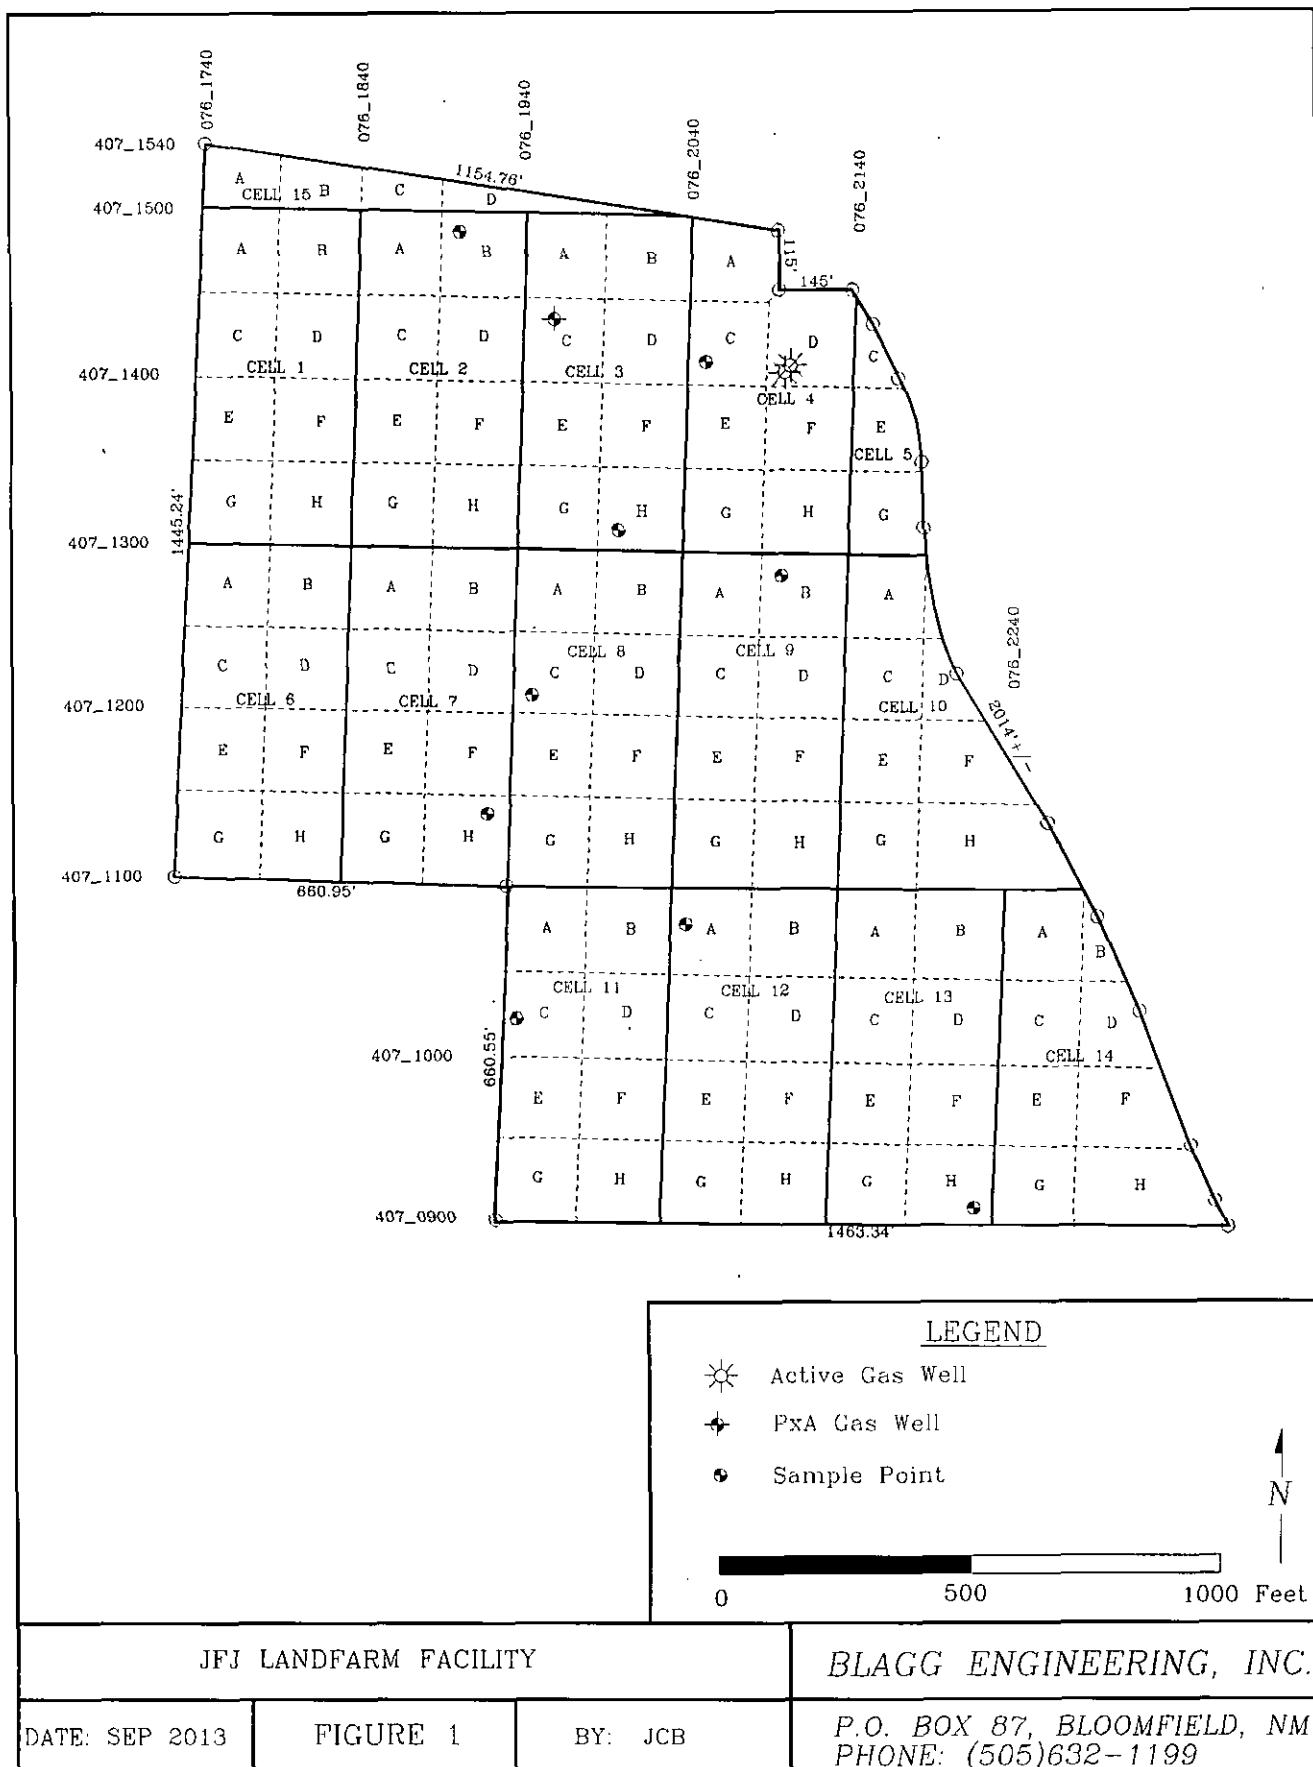 076_1740
076_1840
076_1940
076_2040
076_2140
407_1540
1154.76'
A B C D
CELL 15
407_1500
115'
145'
A R A B A B A
C D C D C D C D C
CELL 1 CELL 2 CELL 3
407_1400
CELL 4
E F E F E F E F E
CELL 5
G H G H G H G H G
1445.24'
407_1300
A B A B A B A B A
076_2240
CELL 8 CELL 9
C D C D C D C D C D
CELL 6 CELL 7 CELL 10
407_1200
2014'+/-
E F E F E F E F E F
G H G H G H G H G H
407_1100
660.95'
A B A B A B A B
CELL 11 CELL 12 CELL 13
C D C D C D C D
660.55'
407_1000
CELL 14
E F E F E F E F
G H G H G H G H
407_0900
1463.34'
LEGEND
Active Gas Well
PxA Gas Well
Sample Point
N
0 500 1000 Feet
JFJ LANDFARM FACILITY
BLAGG ENGINEERING, INC.
DATE: SEP 2013
FIGURE 1
BY: JCB
P.O. BOX 87, BLOOMFIELD, NM
PHONE: (505)632-1199